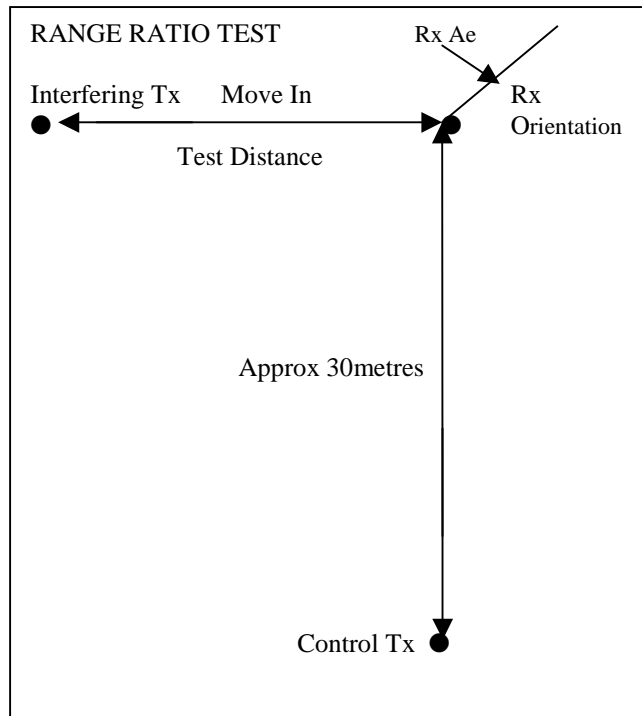 RANGE RATIO TEST
Rx Ae
Interfering Tx
Move In
Rx
Orientation
Test Distance
Approx 30metres
Control Tx